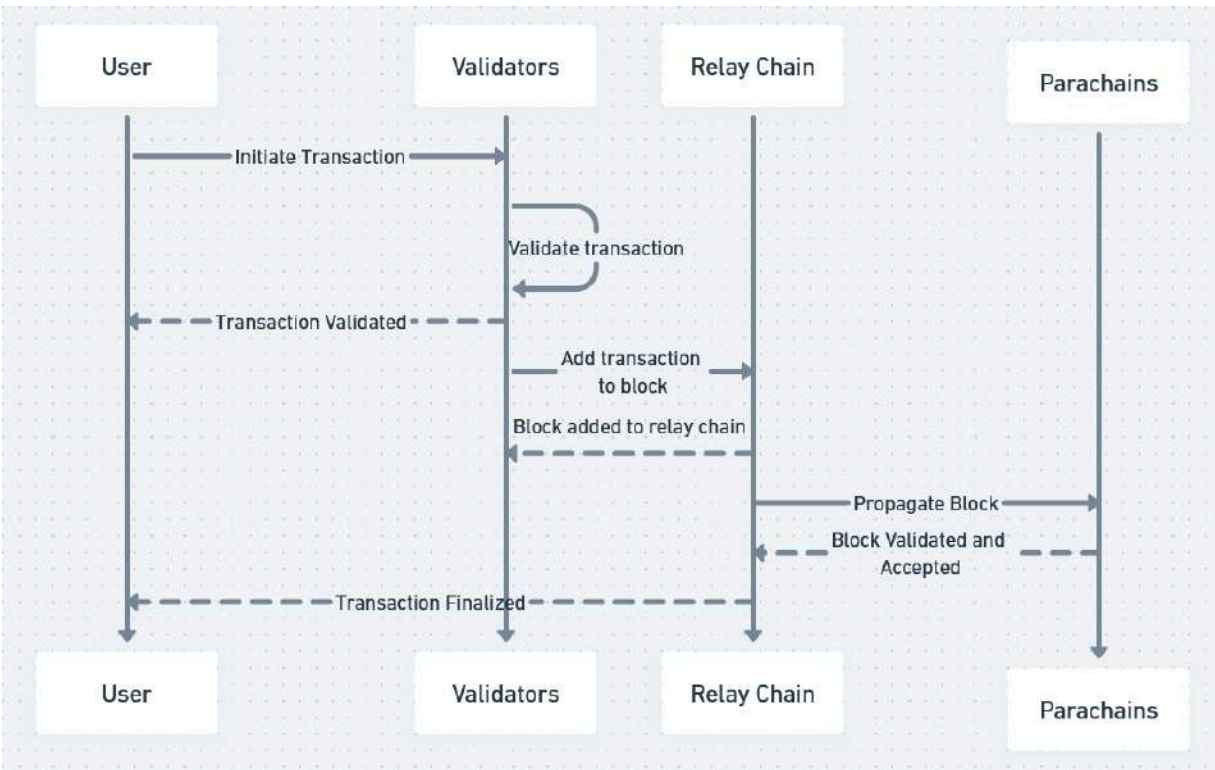 User
Validators
Relay Chain
Parachains
Initiate Transaction
Validate transaction
Transaction Validated
Add transaction
to block
Block added to relay chain
Propagate Block
Block Validated and
Accepted
Transaction Finalized
User
Validators
Relay Chain
Parachains